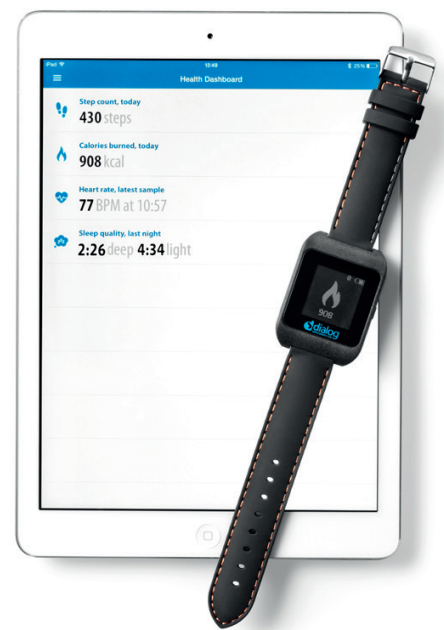 iPad 10:49 25%
Health Dashboard
Step count, today
430 steps
Calories burned, today
908 kcal
Heart rate, latest sample
77 BPM at 10:57
Sleep quality, last night
2:26 deep 4:34 light
908
dialog